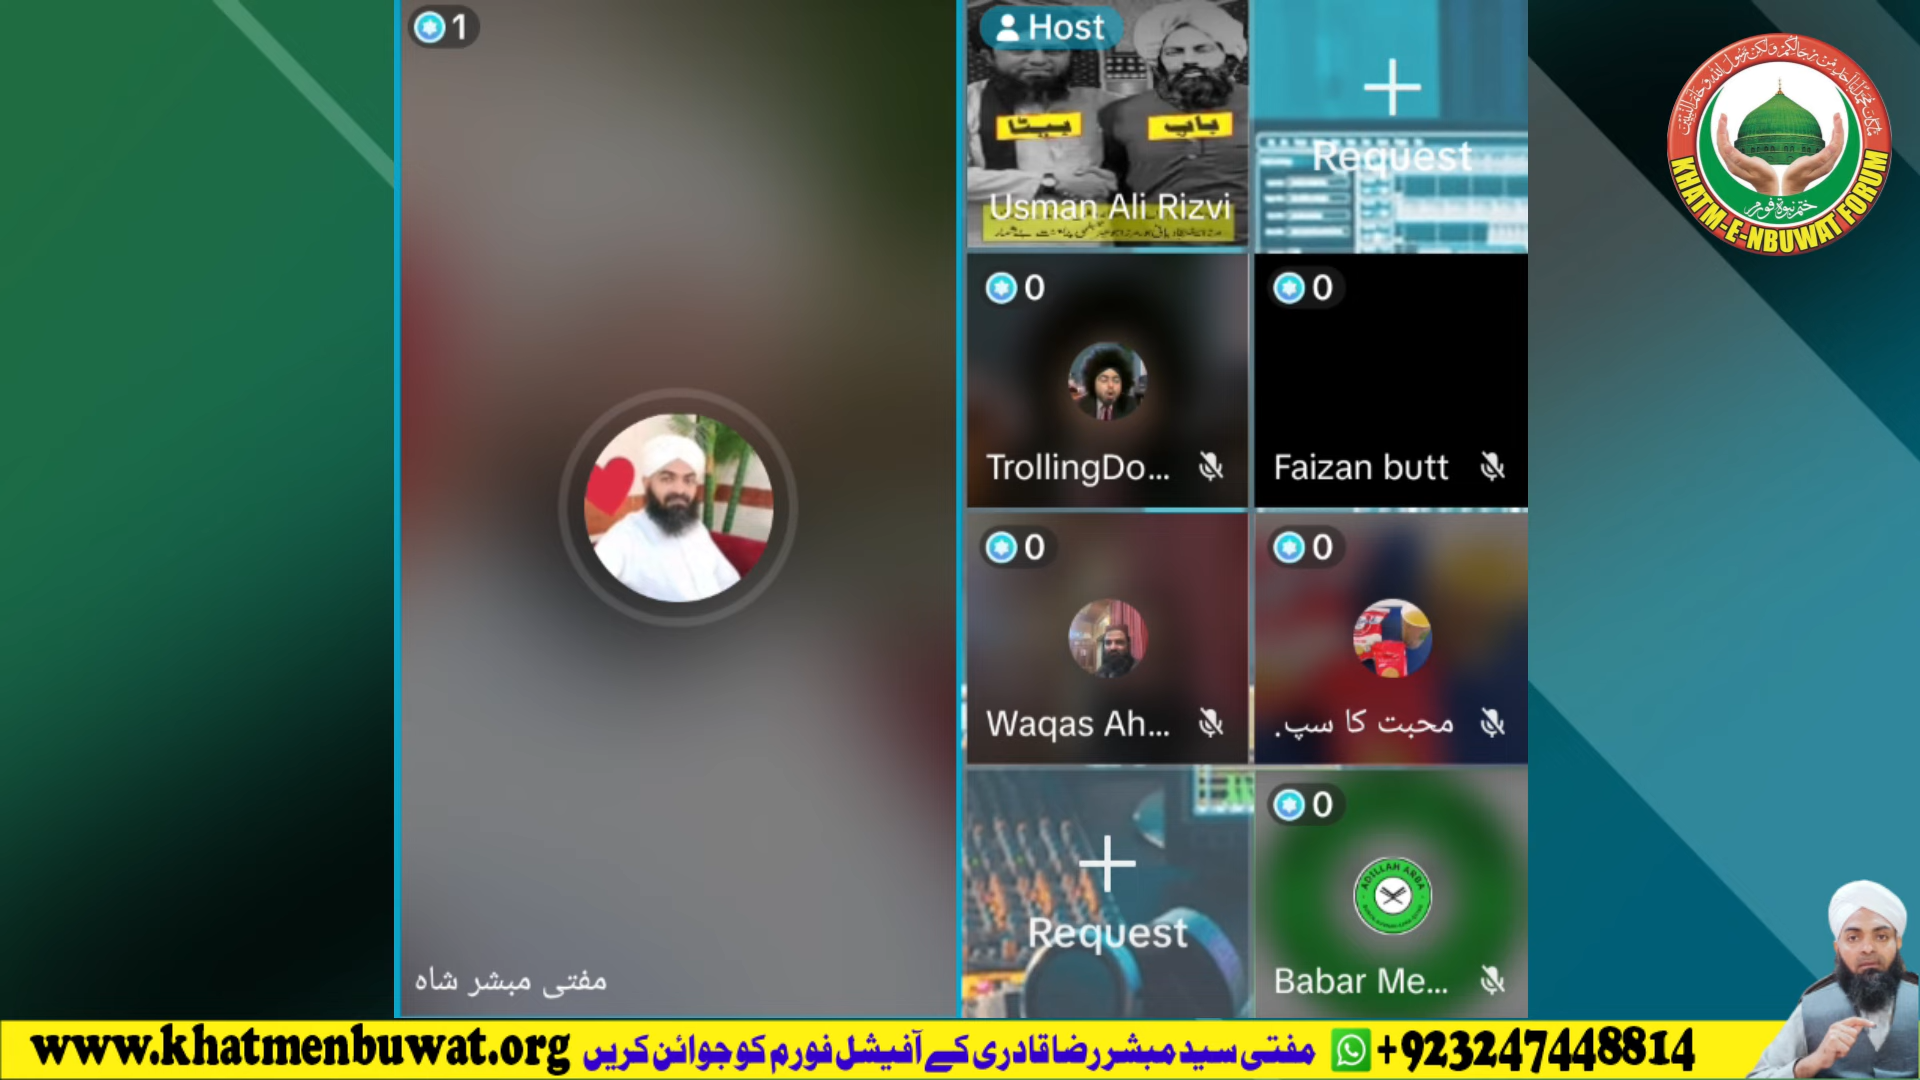 1
Host
بیٹا
باپ
Usman Ali Rizvi
Request
0
TrollingDo...
0
Faizan butt
0
Waqas Ah...
0
محبت کا سپ.
Request
0
ADILLAH ARBA
Babar Me...
مفتی مبشر شاہ
ختم نبوۃ فورم
KHATM-E-NBUWAT FORUM
www.khatmenbuwat.org مفتی سید مبشر رضا قادری کے آفیشل فورم کو جوائن کریں +923247448814